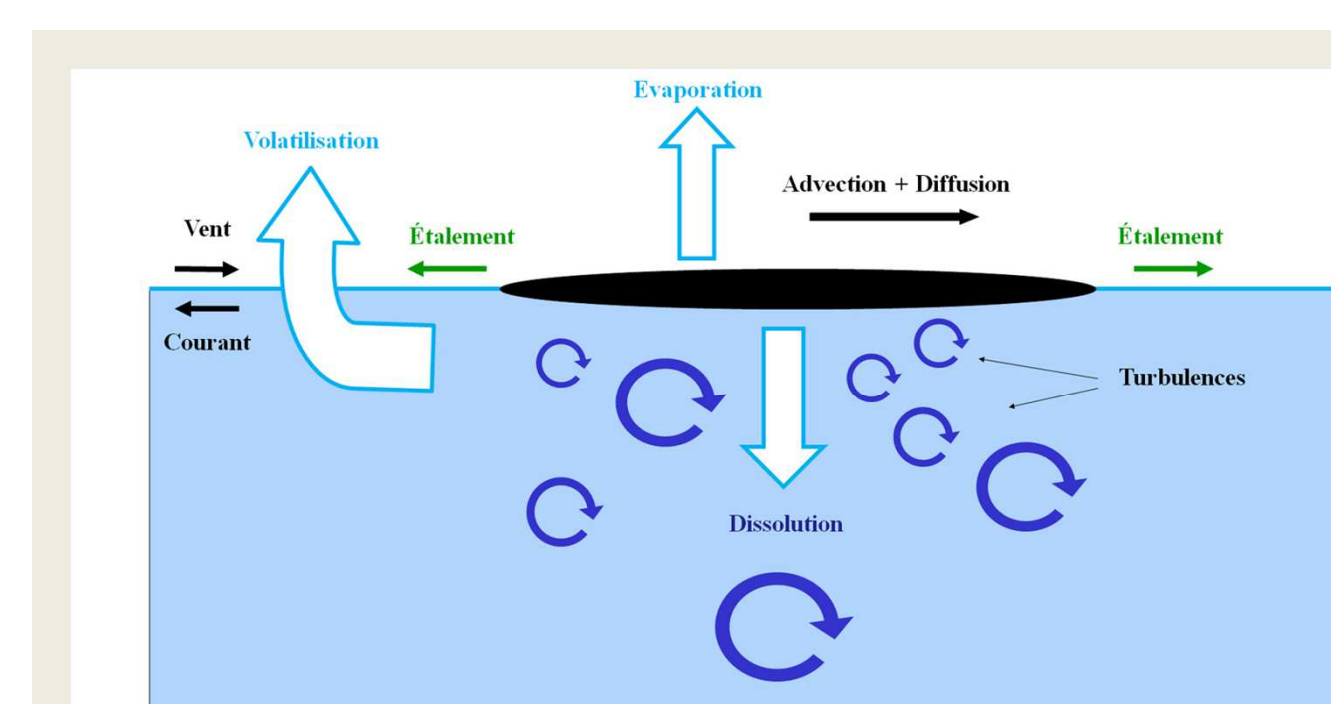 Evaporation
Volatilisation
Advection + Diffusion
Vent
Étalement
Étalement
Courant
Turbulences
Dissolution